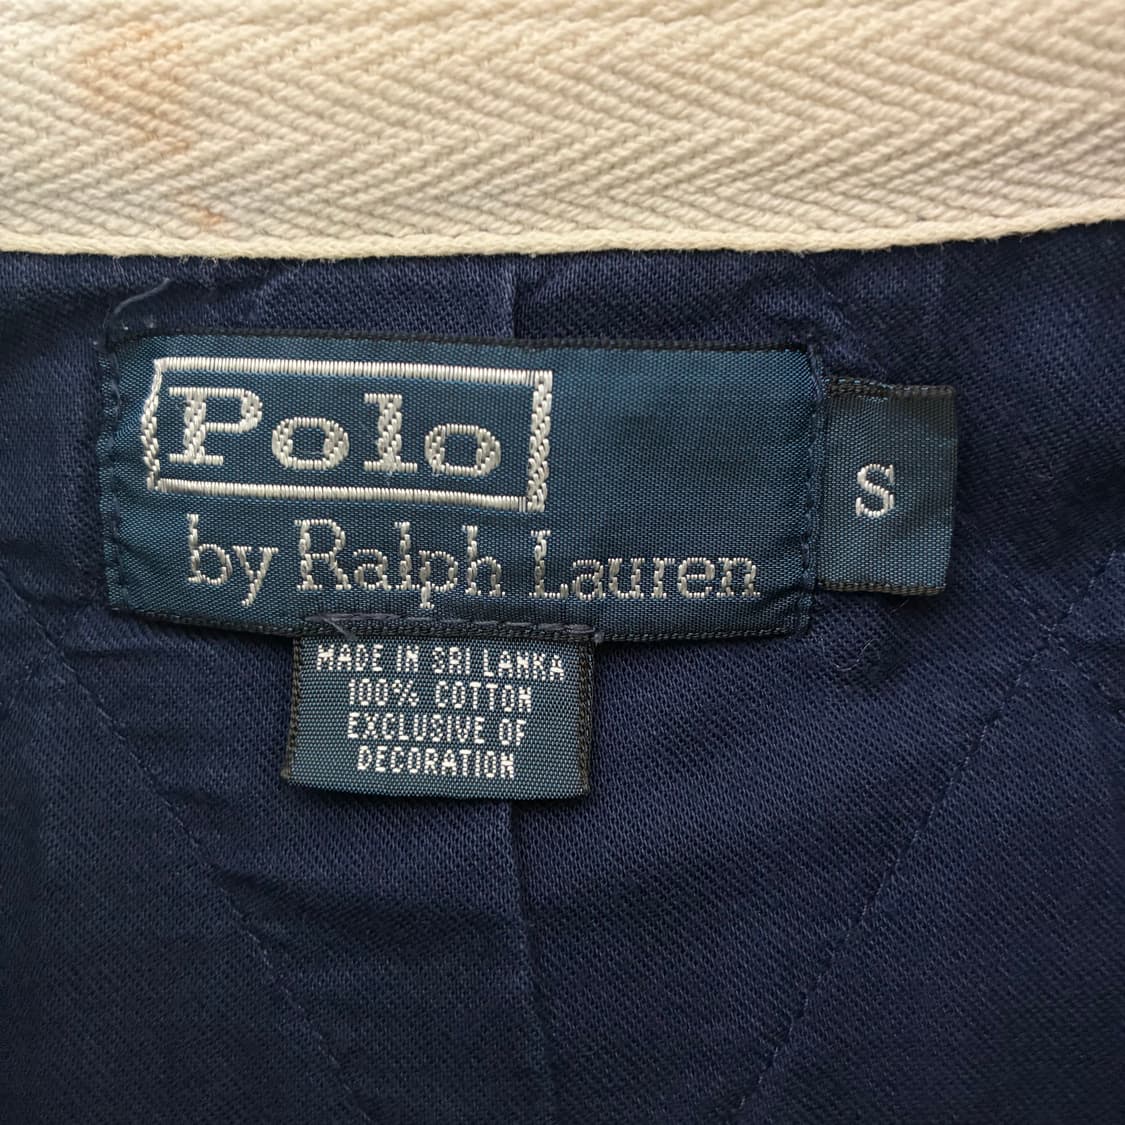 Polo
by Ralph Lauren
S
MADE IN SRI LANKA
100% COTTON
EXCLUSIVE OF
DECORATION